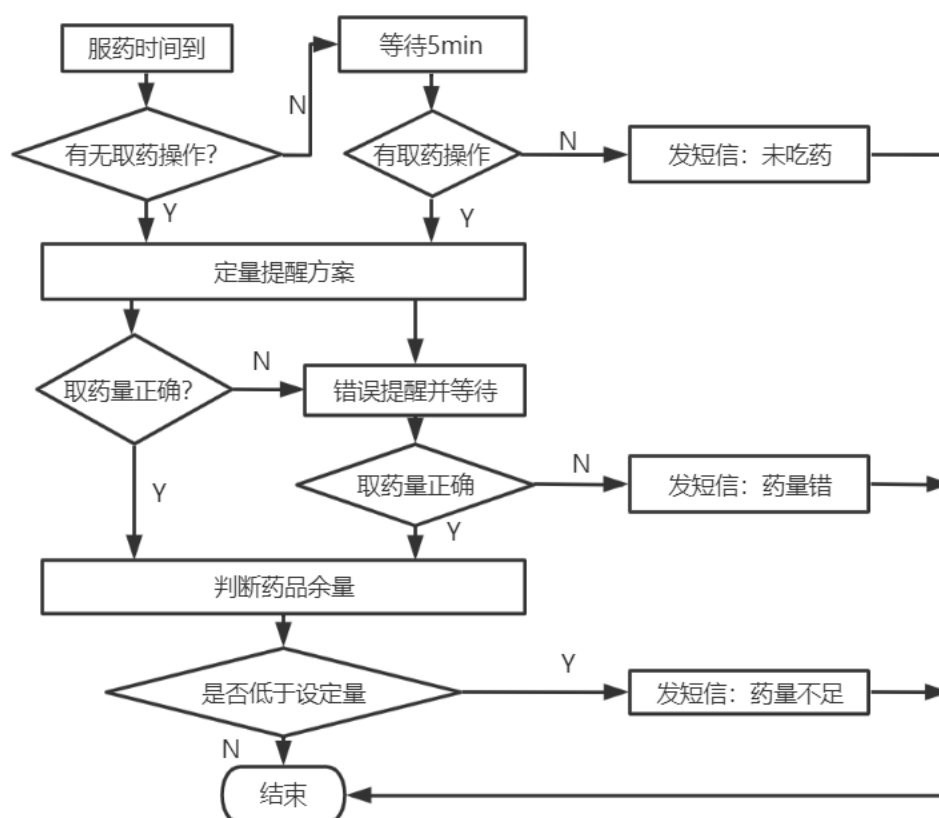 服药时间到
等待5min
N
有无取药操作?
有取药操作
N
发短信：未吃药
Y
Y
定量提醒方案
取药量正确?
N
错误提醒并等待
Y
取药量正确
N
发短信：药量错
Y
判断药品余量
是否低于设定量
Y
发短信：药量不足
N
结束